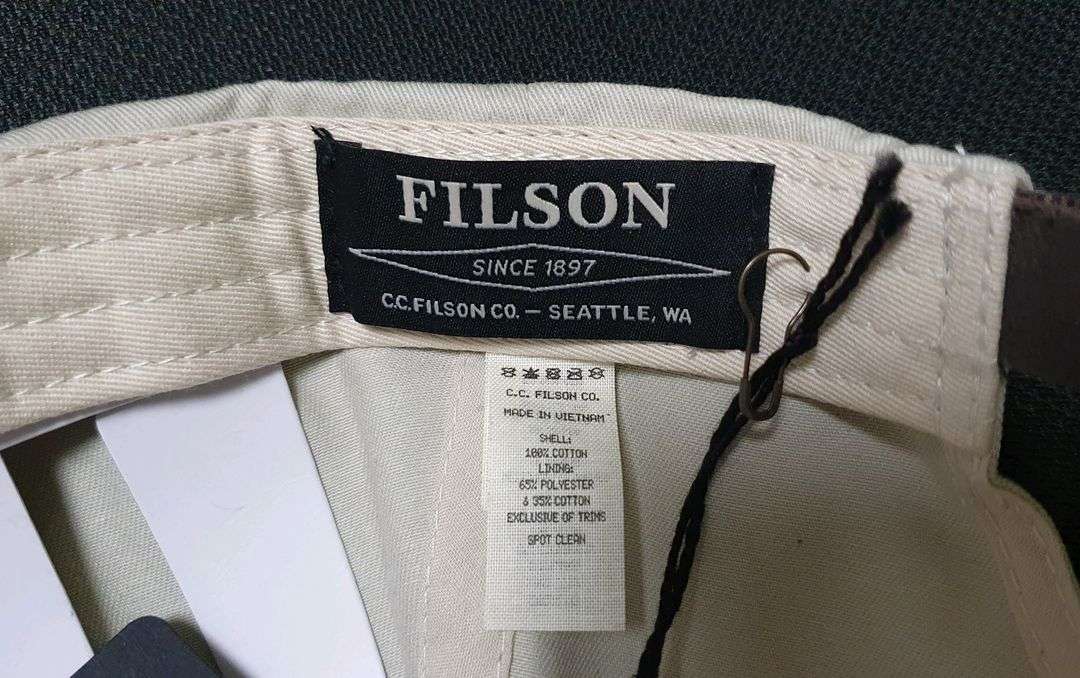 FILSON
SINCE 1897
C.C.FILSON CO. — SEATTLE, WA
C.C. FILSON CO.
MADE IN VIETNAM
SHELL:
100% COTTON
LINING:
65% POLYESTER
& 35% COTTON
EXCLUSIVE OF TRIMS
SPOT CLEAN